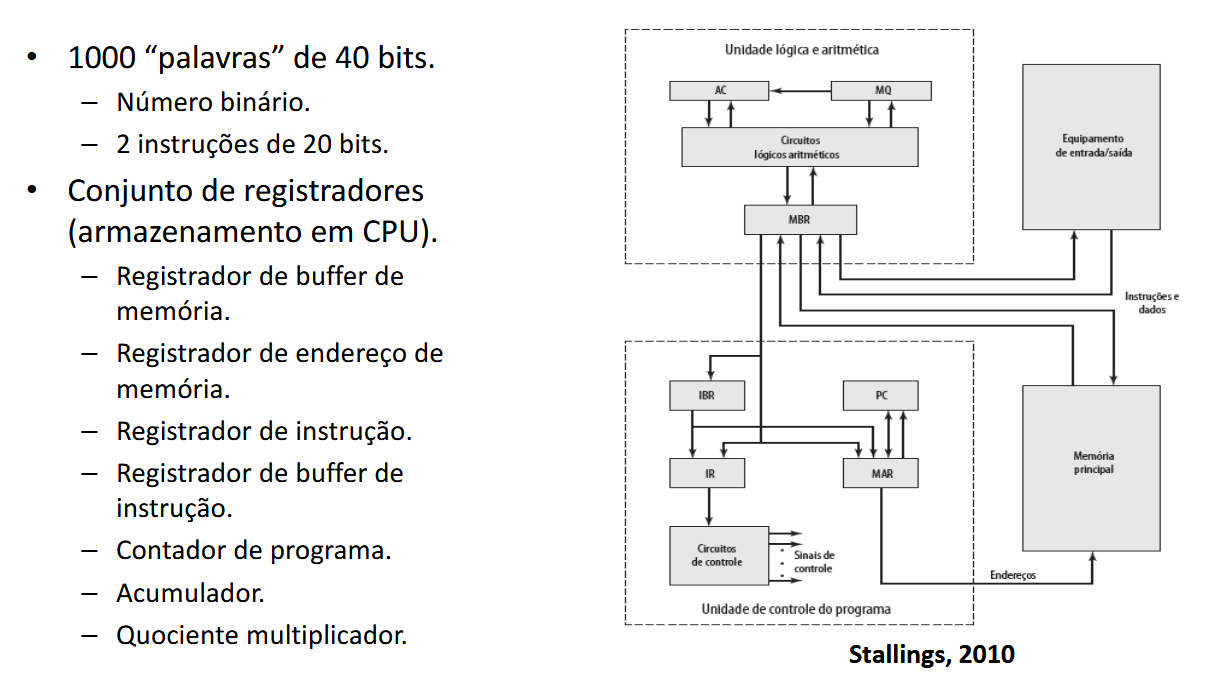 • 1000 “palavras” de 40 bits.
– Número binário.
– 2 instruções de 20 bits.
• Conjunto de registradores
(armazenamento em CPU).
– Registrador de buffer de
memória.
– Registrador de endereço de
memória.
– Registrador de instrução.
– Registrador de buffer de
instrução.
– Contador de programa.
– Acumulador.
– Quociente multiplicador.
Unidade lógica e aritmética
AC
MQ
Circuitos
lógicos aritméticos
MBR
Equipamento
de entrada/saída
Instruções e
dados
IBR
PC
IR
MAR
Memória
principal
Circuitos
de controle
Sinais de
controle
Endereços
Unidade de controle do programa
Stallings, 2010